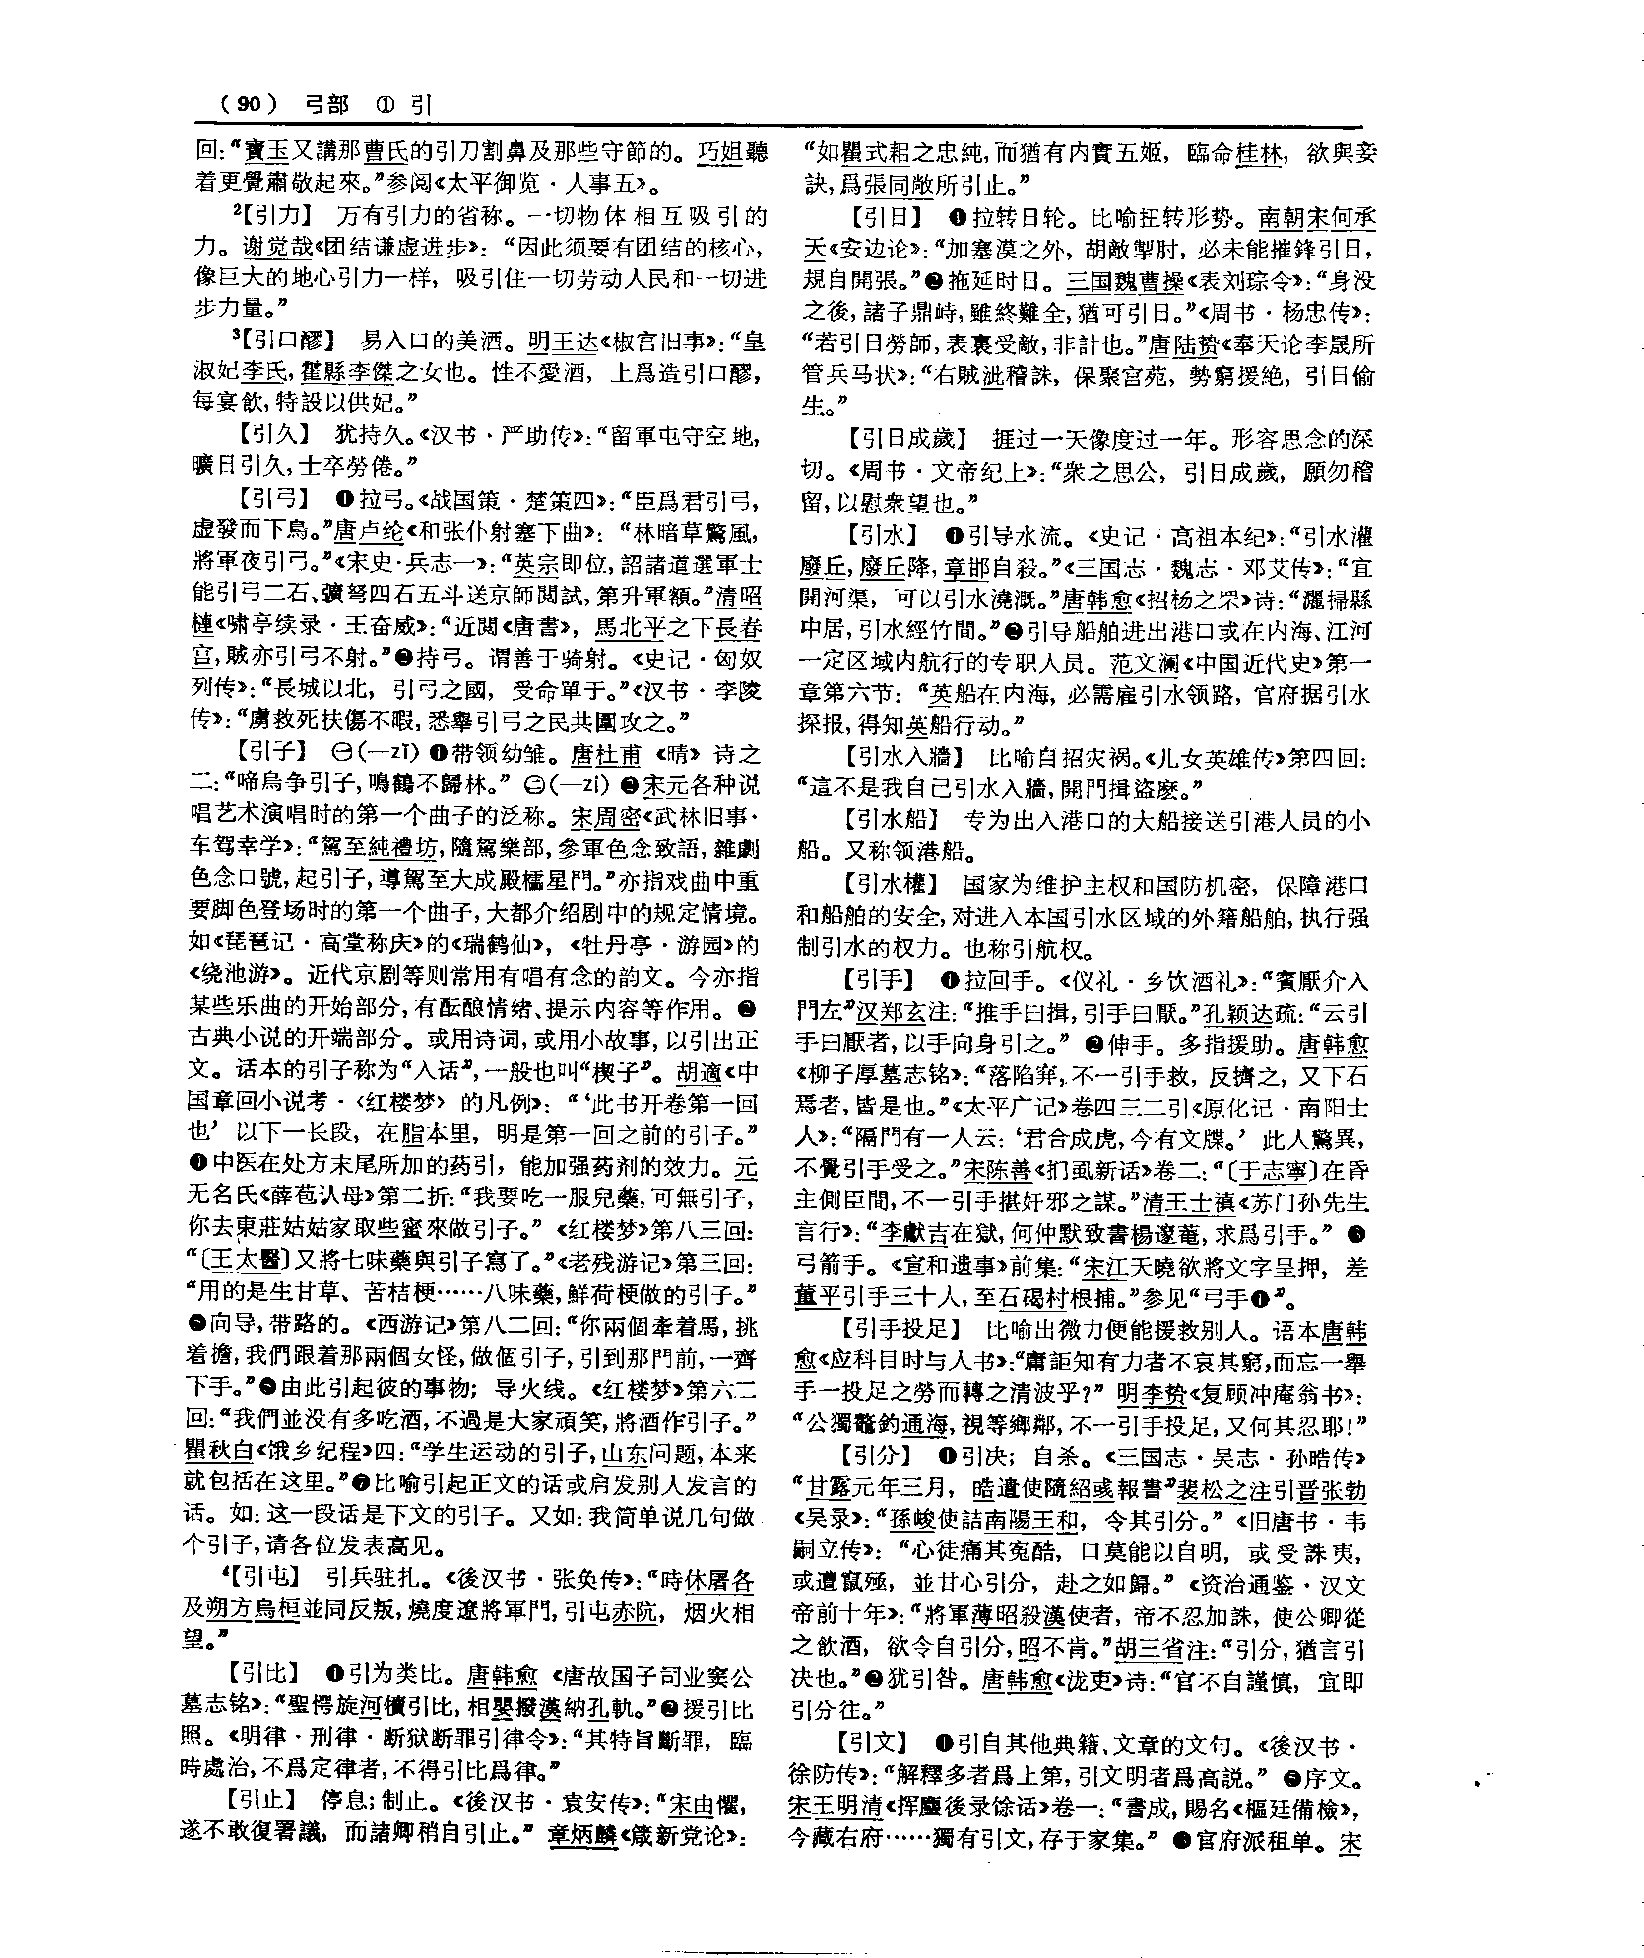 （90） 弓部 ① 引
回：“寶玉又講那曹氏的引刀割鼻及那些守節的。巧姐聽
着更覺肅敬起來。”参阅《太平御览·人事五》。
²【引力】 万有引力的省称。一切物体相互吸引的
力。谢觉哉《团结谦虚进步》：“因此须要有团结的核心，
像巨大的地心引力一样，吸引住一切劳动人民和一切进
步力量。”
³【引口醪】 易入口的美酒。明王达《椒宫旧事》：“皇
淑妃李氏，霍縣李傑之女也。性不愛酒，上爲造引口醪，
每宴飲，特設以供妃。”
【引久】 犹持久。《汉书·严助传》：“留軍屯守空地，
曠日引久，士卒勞倦。”
【引弓】 ❶拉弓。《战国策·楚策四》：“臣爲君引弓，
虚發而下鳥。”唐卢纶《和张仆射塞下曲》：“林暗草驚風，
將軍夜引弓。”《宋史·兵志一》：“英宗即位，詔諸道選軍士
能引弓二石、彍弩四石五斗送京師閲試，第升軍額。”清昭
槤《啸亭续录·王奋威》：“近閲《唐書》，馬北平之下長春
宫，賊亦引弓不射。”❷持弓。谓善于骑射。《史记·匈奴
列传》：“長城以北，引弓之國，受命單于。”《汉书·李陵
传》：“虜救死扶傷不暇，悉舉引弓之民共圍攻之。”
【引子】 ㊀（—zǐ）❶带领幼雏。唐杜甫《晴》诗之
二：“啼烏争引子，鳴鶴不歸林。” ㊁（—zi）❷宋元各种说
唱艺术演唱时的第一个曲子的泛称。宋周密《武林旧事·
车驾幸学》：“駕至純禮坊，隨駕樂部，參軍色念致語，雜劇
色念口號，起引子，導駕至大成殿櫺星門。”亦指戏曲中重
要脚色登场时的第一个曲子，大都介绍剧中的规定情境。
如《琵琶记·高堂称庆》的《瑞鹤仙》，《牡丹亭·游园》的
《绕池游》。近代京剧等则常用有唱有念的韵文。今亦指
某些乐曲的开始部分，有酝酿情绪、提示内容等作用。❸
古典小说的开端部分。或用诗词，或用小故事，以引出正
文。话本的引子称为“入话”，一般也叫“楔子”。胡適《中
国章回小说考·〈红楼梦〉的凡例》：“‘此书开卷第一回
也’以下一长段，在脂本里，明是第一回之前的引子。”
❹中医在处方末尾所加的药引，能加强药剂的效力。元
无名氏《薛苞认母》第二折：“我要吃一服兒藥，可無引子，
你去東莊姑姑家取些蜜來做引子。”《红楼梦》第八三回：
“〔王太醫〕又將七味藥與引子寫了。”《老残游记》第三回：
“用的是生甘草、苦桔梗……八味藥，鮮荷梗做的引子。”
❺向导，带路的。《西游记》第八二回：“你兩個牽着馬，挑
着擔，我們跟着那兩個女怪，做個引子，引到那門前，一齊
下手。”❻由此引起彼的事物；导火线。《红楼梦》第六二
回：“我們並没有多吃酒，不過是大家頑笑，將酒作引子。”
瞿秋白《饿乡纪程》四：“学生运动的引子，山东问题，本来
就包括在这里。”❼比喻引起正文的话或启发别人发言的
话。如：这一段话是下文的引子。又如：我简单说几句做
个引子，请各位发表高见。
⁴【引屯】 引兵驻扎。《後汉书·张奂传》：“時休屠各
及朔方烏桓並同反叛，燒度遼將軍門，引屯赤阬，烟火相
望。”
【引比】 ❶引为类比。唐韩愈《唐故国子司业窦公
墓志铭》：“聖愕旋河犢引比，相嬰撥漢納孔軌。”❷援引比
照。《明律·刑律·断狱断罪引律令》：“其特旨斷罪，臨
時處治，不爲定律者，不得引比爲律。”
【引止】 停息；制止。《後汉书·袁安传》：“宋由懼，
遂不敢復署議，而諸卿稍自引止。”章炳麟《箴新党论》：
“如瞿式耜之忠純，而猶有内實五姬，臨命桂林，欲與妾
訣，爲張同敞所引止。”
【引日】 ❶拉转日轮。比喻扭转形势。南朝宋何承
天《安边论》：“加塞漠之外，胡敵掣肘，必未能摧鋒引日，
規自開張。”❷拖延时日。三国魏曹操《表刘琮令》：“身没
之後，諸子鼎峙，雖終難全，猶可引日。”《周书·杨忠传》：
“若引日勞師，表裏受敵，非計也。”唐陆贽《奉天论李晟所
管兵马状》：“右賊泚稽誅，保聚宫苑，勢窮援絶，引日偷
生。”
【引日成歲】 捱过一天像度过一年。形容思念的深
切。《周书·文帝纪上》：“衆之思公，引日成歲，願勿稽
留，以慰衆望也。”
【引水】 ❶引导水流。《史记·高祖本纪》：“引水灌
廢丘，廢丘降，章邯自殺。”《三国志·魏志·邓艾传》：“宜
開河渠，可以引水澆溉。”唐韩愈《招杨之罘》诗：“灑掃縣
中居，引水經竹間。”❷引导船舶进出港口或在内海、江河
一定区域内航行的专职人员。范文澜《中国近代史》第一
章第六节：“英船在内海，必需雇引水领路，官府据引水
探报，得知英船行动。”
【引水入牆】 比喻自招灾祸。《儿女英雄传》第四回：
“這不是我自己引水入牆，開門揖盜麽。”
【引水船】 专为出入港口的大船接送引港人员的小
船。又称领港船。
【引水權】 国家为维护主权和国防机密，保障港口
和船舶的安全，对进入本国引水区域的外籍船舶，执行强
制引水的权力。也称引航权。
【引手】 ❶拉回手。《仪礼·乡饮酒礼》：“賓厭介入
門左”汉郑玄注：“推手曰揖，引手曰厭。”孔颖达疏：“云引
手曰厭者，以手向身引之。”❷伸手。多指援助。唐韩愈
《柳子厚墓志铭》：“落陷穽，不一引手救，反擠之，又下石
焉者，皆是也。”《太平广记》卷四三二引《原化记·南阳士
人》：“隔門有一人云：‘君合成虎，今有文牒。’此人驚異，
不覺引手受之。”宋陈善《扪虱新话》卷二：“〔于志寧〕在昏
主側臣間，不一引手搘奸邪之謀。”清王士禛《苏门孙先生
言行》：“李獻吉在獄，何仲默致書楊邃菴，求爲引手。”❸
弓箭手。《宣和遗事》前集：“宋江天曉欲將文字呈押，差
董平引手三十人，至石碣村根捕。”参见“弓手❶”。
【引手投足】 比喻出微力便能援救别人。语本唐韩
愈《应科目时与人书》：“庸詎知有力者不哀其窮，而忘一舉
手一投足之勞而轉之清波乎？”明李贽《复顾冲庵翁书》：
“公獨鼇釣通海，視等鄉鄰，不一引手投足，又何其忍耶！”
【引分】 ❶引决；自杀。《三国志·吴志·孙晧传》
“甘露元年三月，晧遣使隨紹彧報書”裴松之注引晋张勃
《吴录》：“孫峻使詰南陽王和，令其引分。”《旧唐书·韦
嗣立传》：“心徒痛其寃酷，口莫能以自明，或受誅夷，
或遭竄殛，並甘心引分，赴之如歸。”《资治通鉴·汉文
帝前十年》：“將軍薄昭殺漢使者，帝不忍加誅，使公卿從
之飲酒，欲令自引分，昭不肯。”胡三省注：“引分，猶言引
决也。”❷犹引咎。唐韩愈《泷吏》诗：“官不自謹慎，宜即
引分往。”
【引文】 ❶引自其他典籍、文章的文句。《後汉书·
徐防传》：“解釋多者爲上第，引文明者爲高説。”❷序文。
宋王明清《挥麈後录馀话》卷一：“書成，賜名《樞廷備檢》，
今藏右府……獨有引文，存于家集。”❸官府派租单。宋